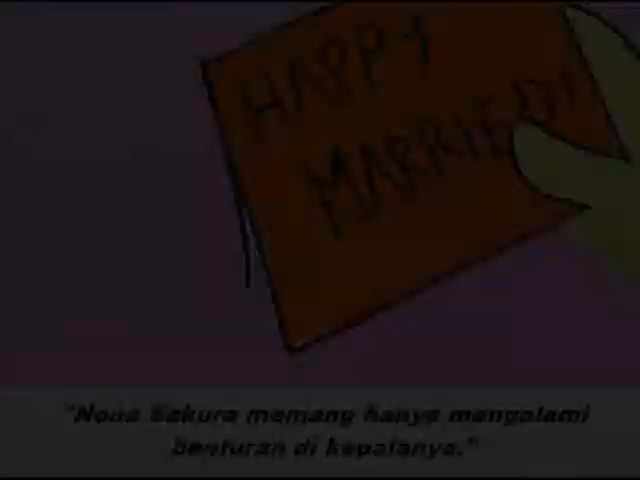 HAPPY
MARRIED!
"Nona Sakura memang hanya mengalami
benturan di kepalanya."